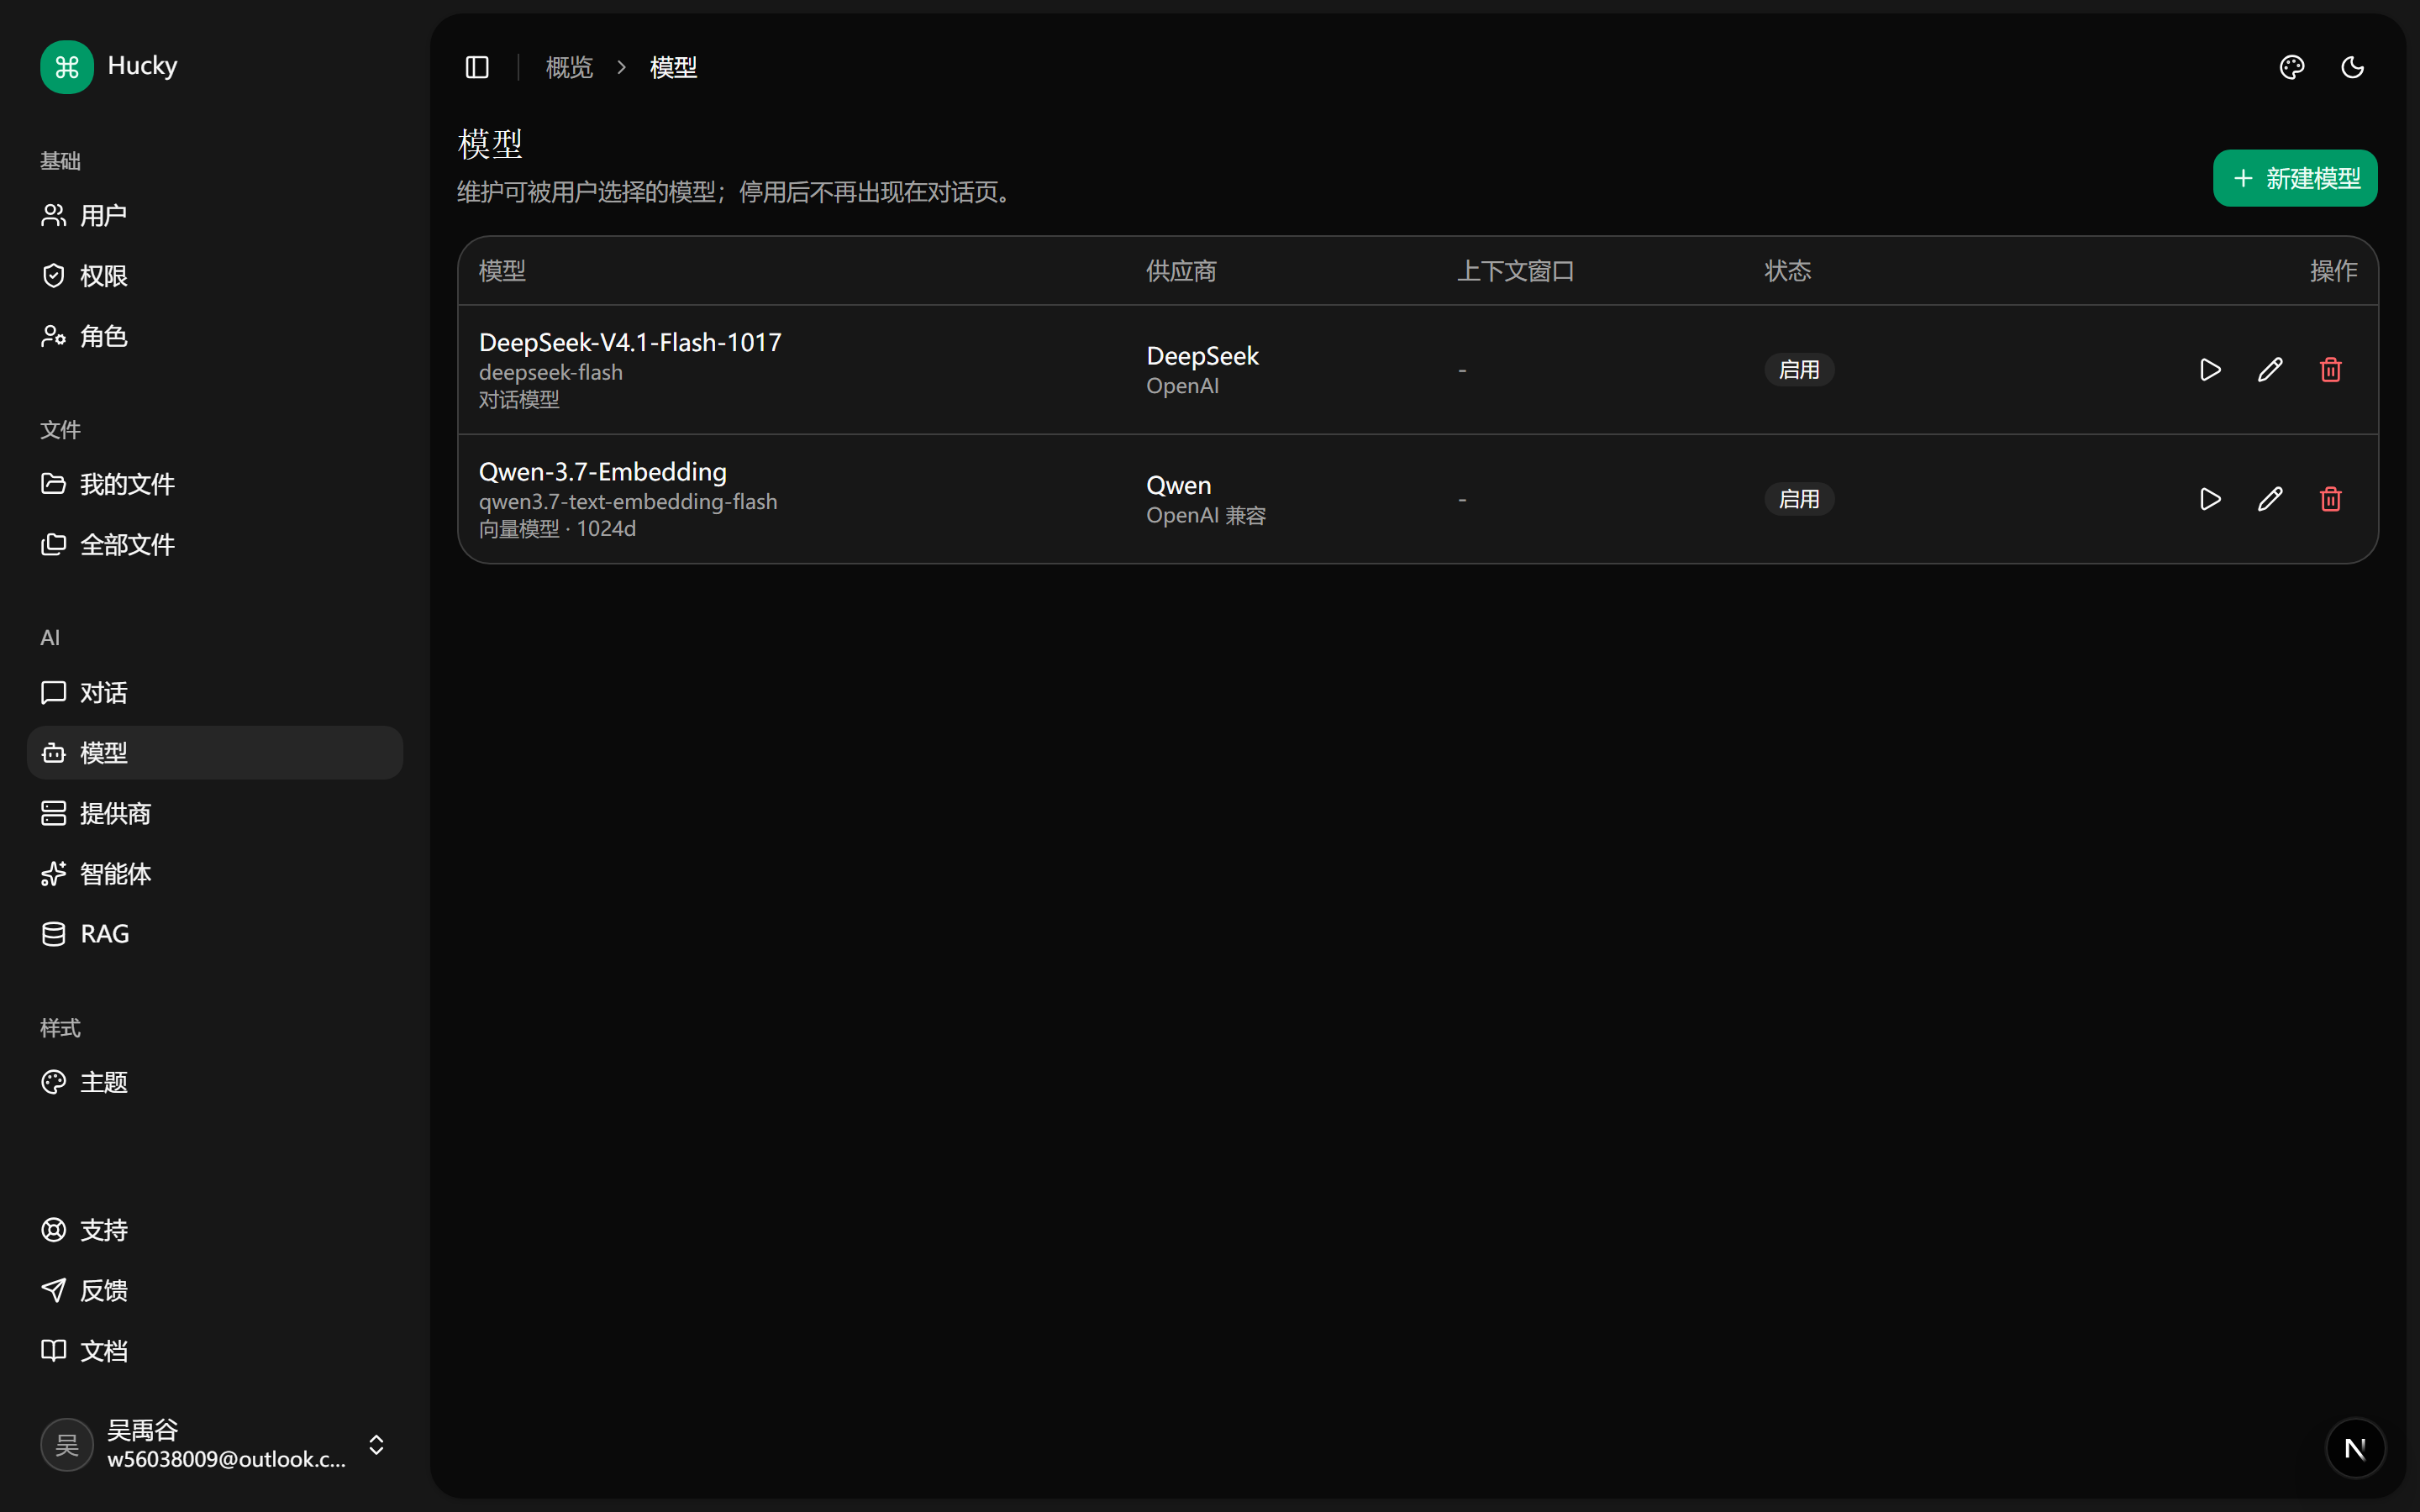 Hucky
基础
用户
权限
角色
文件
我的文件
全部文件
AI
对话
模型
提供商
智能体
RAG
样式
主题
支持
反馈
文档
吴
吴禹谷
w56038009@outlook.c...
概览 > 模型
模型
维护可被用户选择的模型；停用后不再出现在对话页。
新建模型
模型 供应商 上下文窗口 状态 操作
DeepSeek-V4.1-Flash-1017
deepseek-flash
对话模型
DeepSeek
OpenAI
-
启用
Qwen-3.7-Embedding
qwen3.7-text-embedding-flash
向量模型 · 1024d
Qwen
OpenAI 兼容
-
启用
N